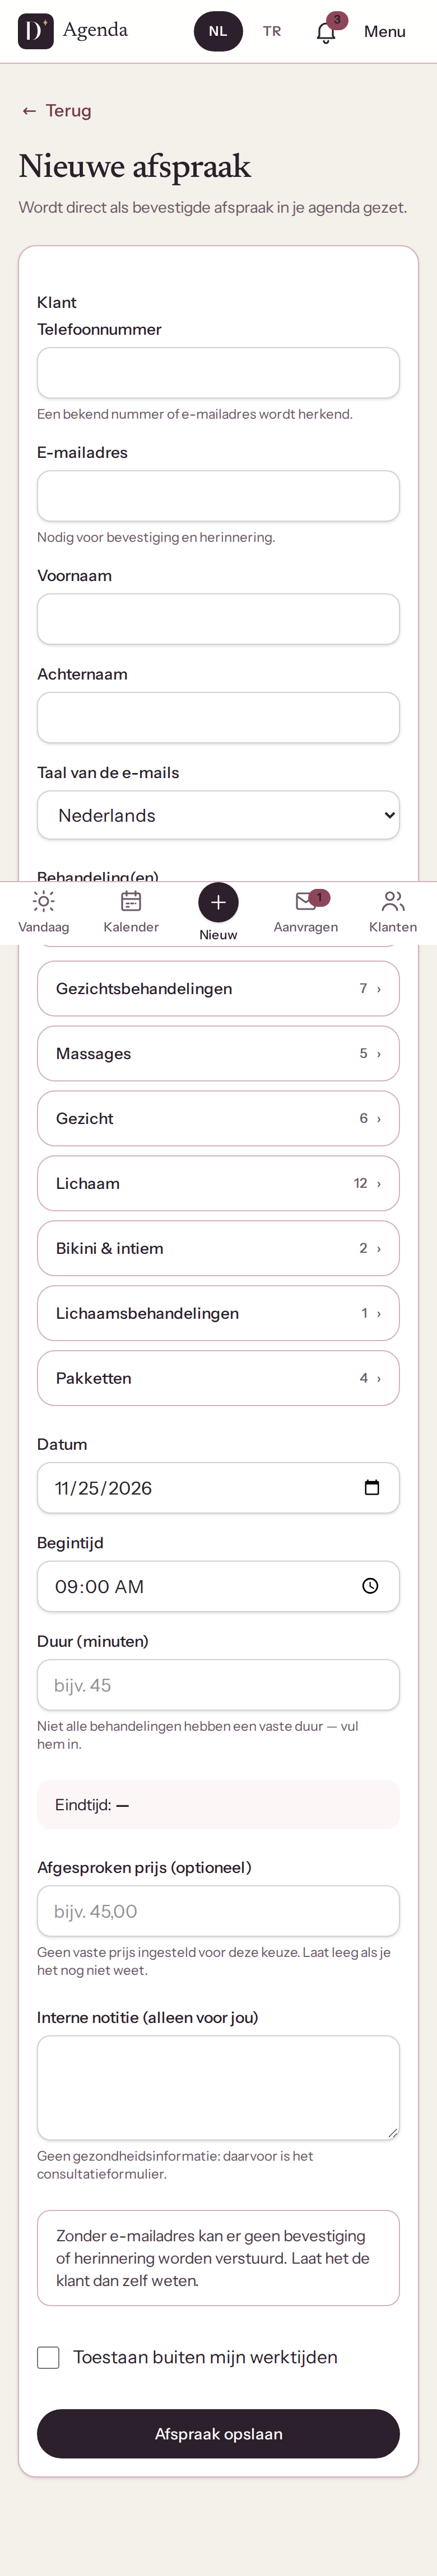 D Agenda NL TR 3 Menu
← Terug
Nieuwe afspraak
Wordt direct als bevestigde afspraak in je agenda gezet.
Klant
Telefoonnummer
Een bekend nummer of e-mailadres wordt herkend.
E-mailadres
Nodig voor bevestiging en herinnering.
Voornaam
Achternaam
Taal van de e-mails
Nederlands
Behandeling(en)
1
Vandaag Kalender Nieuw Aanvragen Klanten
Gezichtsbehandelingen 7 ›
Massages 5 ›
Gezicht 6 ›
Lichaam 12 ›
Bikini & intiem 2 ›
Lichaamsbehandelingen 1 ›
Pakketten 4 ›
Datum
11/25/2026
Begintijd
09:00 AM
Duur (minuten)
bijv. 45
Niet alle behandelingen hebben een vaste duur — vul
hem in.
Eindtijd: —
Afgesproken prijs (optioneel)
bijv. 45,00
Geen vaste prijs ingesteld voor deze keuze. Laat leeg als je
het nog niet weet.
Interne notitie (alleen voor jou)
Geen gezondheidsinformatie: daarvoor is het
consultatieformulier.
Zonder e-mailadres kan er geen bevestiging
of herinnering worden verstuurd. Laat het de
klant dan zelf weten.
Toestaan buiten mijn werktijden
Afspraak opslaan